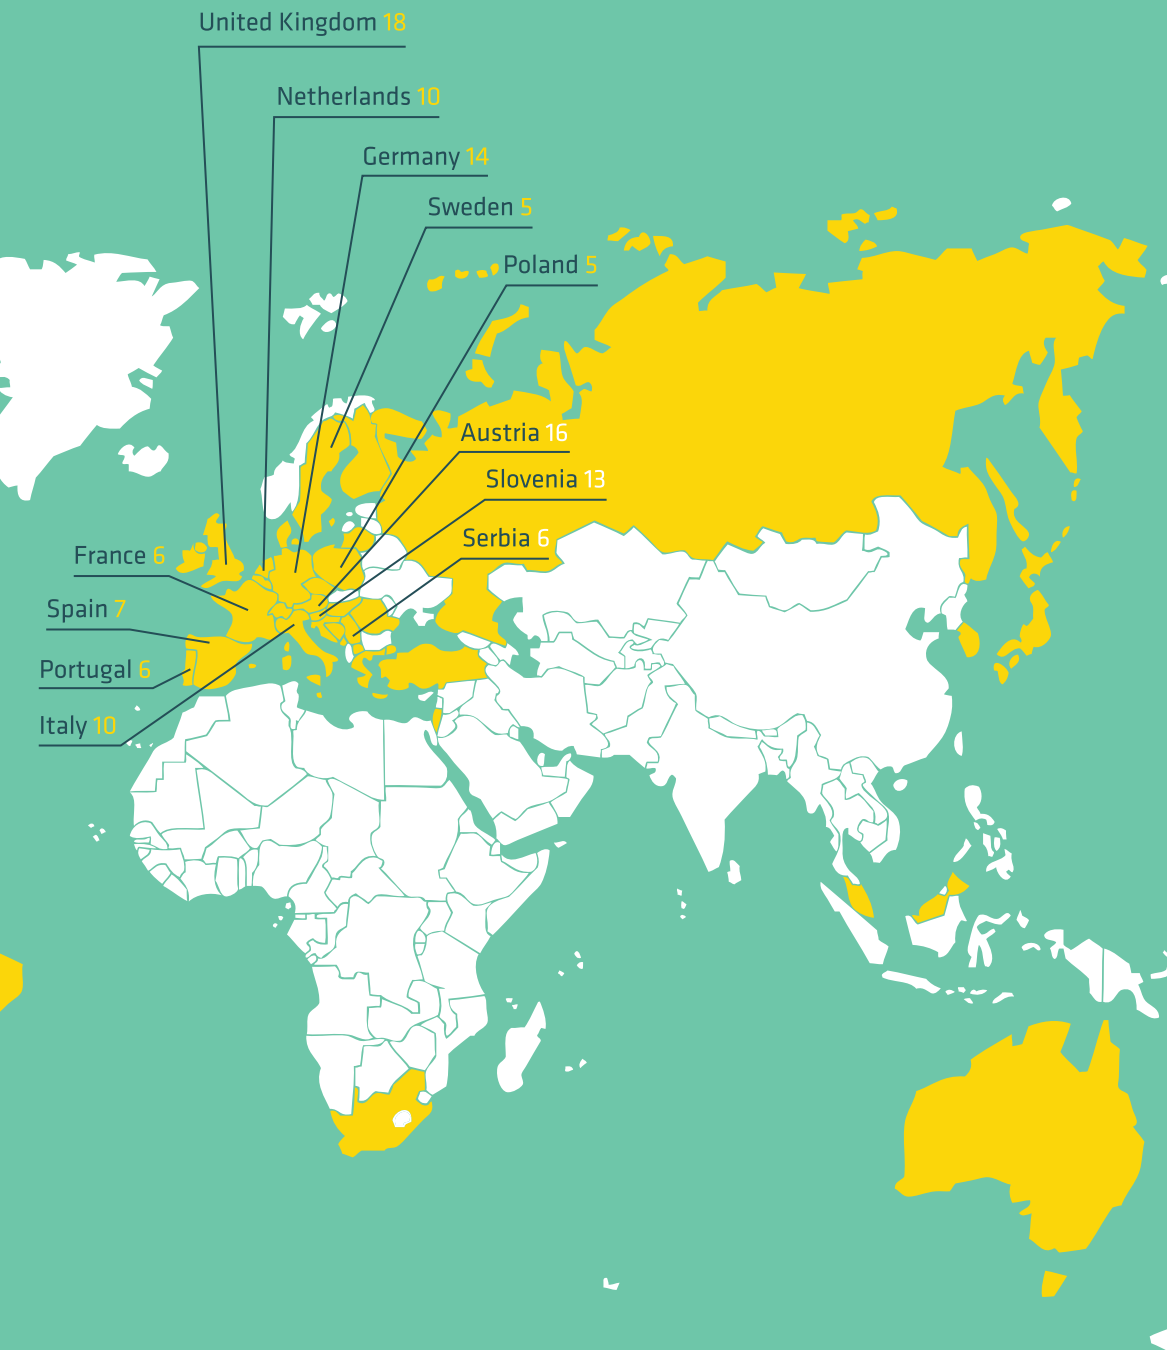 United Kingdom 18
Netherlands 10
Germany 14
Sweden 5
Poland 5
Austria 16
Slovenia 13
Serbia 6
France 6
Spain 7
Portugal 6
Italy 10